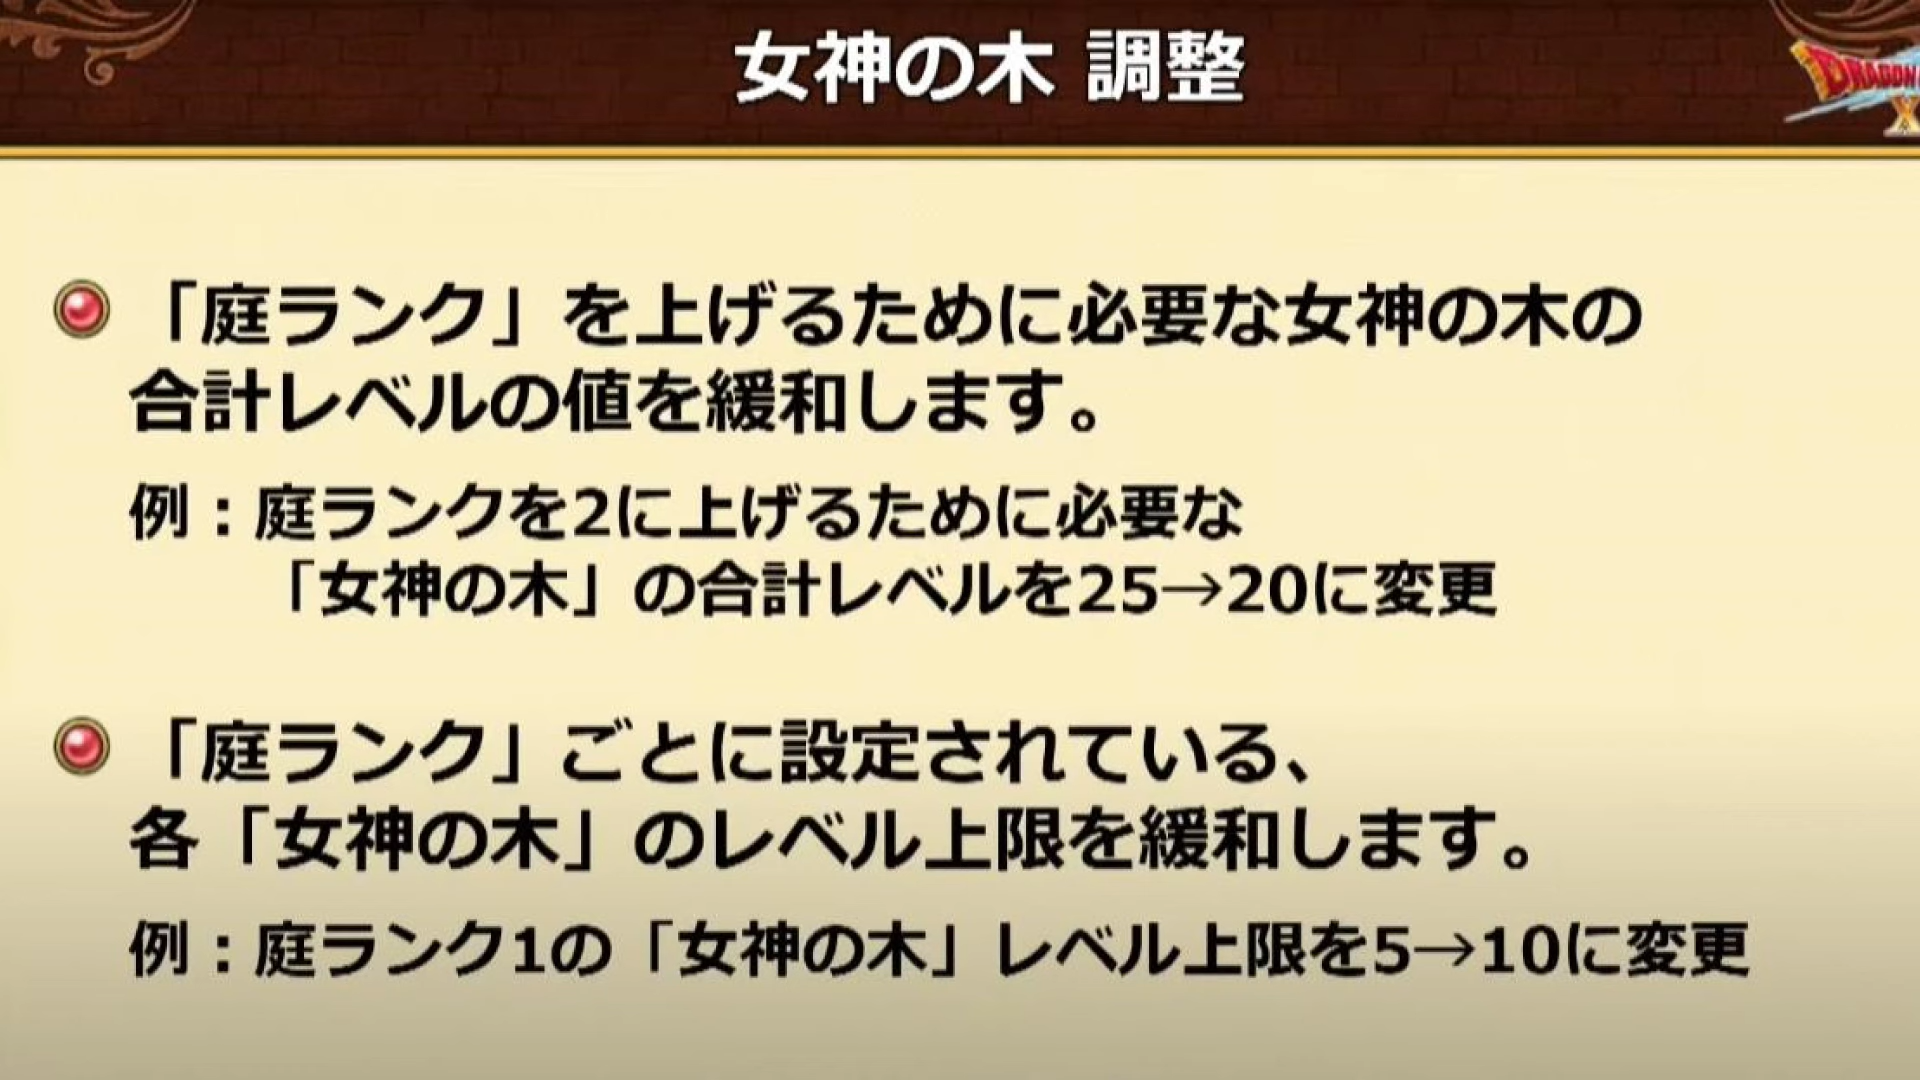 女神の木 調整
DRAGON
X
「庭ランク」を上げるために必要な女神の木の
合計レベルの値を緩和します。
例：庭ランクを2に上げるために必要な
「女神の木」の合計レベルを25→20に変更
「庭ランク」ごとに設定されている、
各「女神の木」のレベル上限を緩和します。
例：庭ランク1の「女神の木」レベル上限を5→10に変更